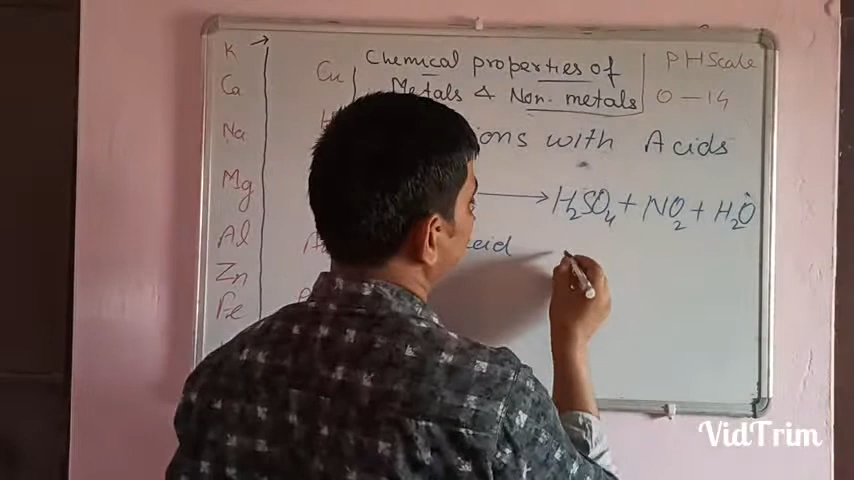 K Cu Chemical properties of PH Scale
Ca Metals & Non-metals 0 - 14
Na ions with Acids
Mg → H₂SO₄ + NO₂ + H₂O
Al cid
Zn
Fe
VidTrim